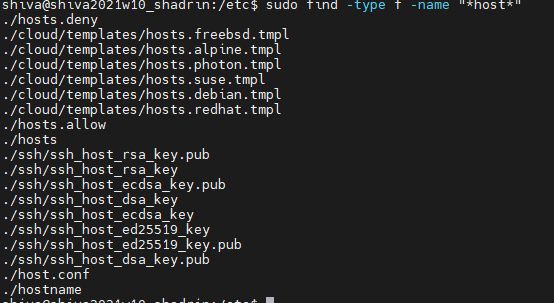 shiva@shiva2021w10_shadrin:/etc$ sudo find -type f -name "*host*"
./hosts.deny
./cloud/templates/hosts.freebsd.tmpl
./cloud/templates/hosts.alpine.tmpl
./cloud/templates/hosts.photon.tmpl
./cloud/templates/hosts.suse.tmpl
./cloud/templates/hosts.debian.tmpl
./cloud/templates/hosts.redhat.tmpl
./hosts.allow
./hosts
./ssh/ssh_host_rsa_key.pub
./ssh/ssh_host_rsa_key
./ssh/ssh_host_ecdsa_key.pub
./ssh/ssh_host_dsa_key
./ssh/ssh_host_ecdsa_key
./ssh/ssh_host_ed25519_key
./ssh/ssh_host_ed25519_key.pub
./ssh/ssh_host_dsa_key.pub
./host.conf
./hostname
shiva@shiva2021w10_shadrin:/etc$